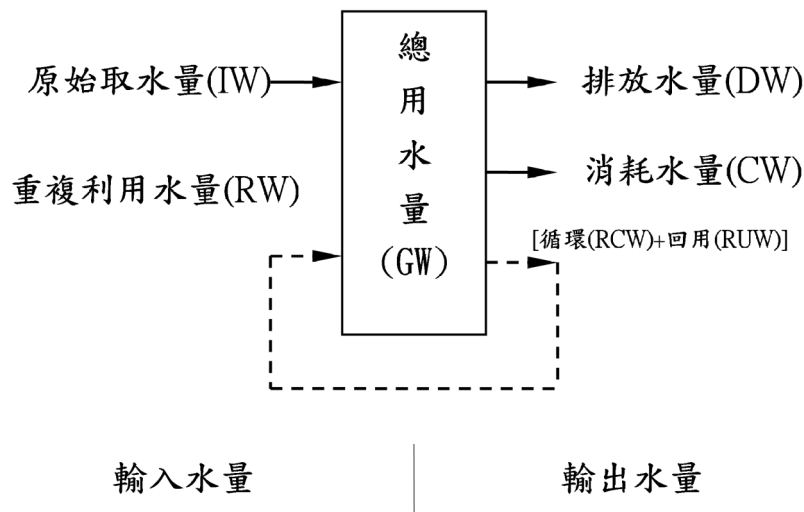 原始取水量(IW)
重複利用水量(RW)
總用水量(GW)
排放水量(DW)
消耗水量(CW)
[循環(RCW)+回用(RUW)]
輸入水量
輸出水量